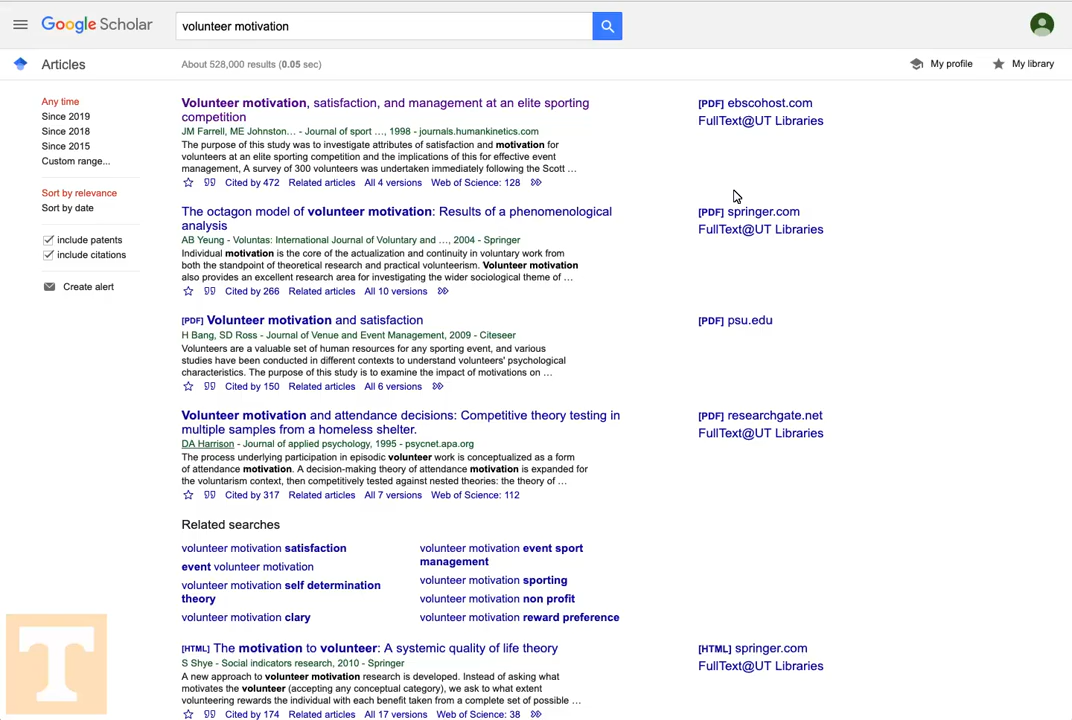 Google Scholar
volunteer motivation
Articles
About 528,000 results (0.05 sec)
My profile
My library
Any time
Since 2019
Since 2018
Since 2015
Custom range...
Sort by relevance
Sort by date
include patents
include citations
Create alert
Volunteer motivation, satisfaction, and management at an elite sporting
competition
JM Farrell, ME Johnston… - Journal of sport …, 1998 - journals.humankinetics.com
The purpose of this study was to investigate attributes of satisfaction and motivation for
volunteers at an elite sporting competition and the implications of this for effective event
management, A survey of 300 volunteers was undertaken immediately following the Scott …
Cited by 472 Related articles All 4 versions Web of Science: 128
[PDF] ebscohost.com
FullText@UT Libraries
The octagon model of volunteer motivation: Results of a phenomenological
analysis
AB Yeung - Voluntas: International Journal of Voluntary and …, 2004 - Springer
Individual motivation is the core of the actualization and continuity in voluntary work from
both the standpoint of theoretical research and practical volunteerism. Volunteer motivation
also provides an excellent research area for investigating the wider sociological theme of …
Cited by 266 Related articles All 10 versions
[PDF] springer.com
FullText@UT Libraries
[PDF] Volunteer motivation and satisfaction
H Bang, SD Ross - Journal of Venue and Event Management, 2009 - Citeseer
Volunteers are a valuable set of human resources for any sporting event, and various
studies have been conducted in different contexts to understand volunteers' psychological
characteristics. The purpose of this study is to examine the impact of motivations on …
Cited by 150 Related articles All 6 versions
[PDF] psu.edu
Volunteer motivation and attendance decisions: Competitive theory testing in
multiple samples from a homeless shelter.
DA Harrison - Journal of applied psychology, 1995 - psycnet.apa.org
The process underlying participation in episodic volunteer work is conceptualized as a form
of attendance motivation. A decision-making theory of attendance motivation is expanded for
the voluntarism context, then competitively tested against nested theories: the theory of …
Cited by 317 Related articles All 7 versions Web of Science: 112
[PDF] researchgate.net
FullText@UT Libraries
Related searches
volunteer motivation satisfaction
event volunteer motivation
volunteer motivation self determination
theory
volunteer motivation clary
volunteer motivation event sport
management
volunteer motivation sporting
volunteer motivation non profit
volunteer motivation reward preference
[HTML] The motivation to volunteer: A systemic quality of life theory
S Shye - Social indicators research, 2010 - Springer
A new approach to volunteer motivation research is developed. Instead of asking what
motivates the volunteer (accepting any conceptual category), we ask to what extent
volunteering rewards the individual with each benefit taken from a complete set of possible …
Cited by 174 Related articles All 17 versions Web of Science: 38
[HTML] springer.com
FullText@UT Libraries
T